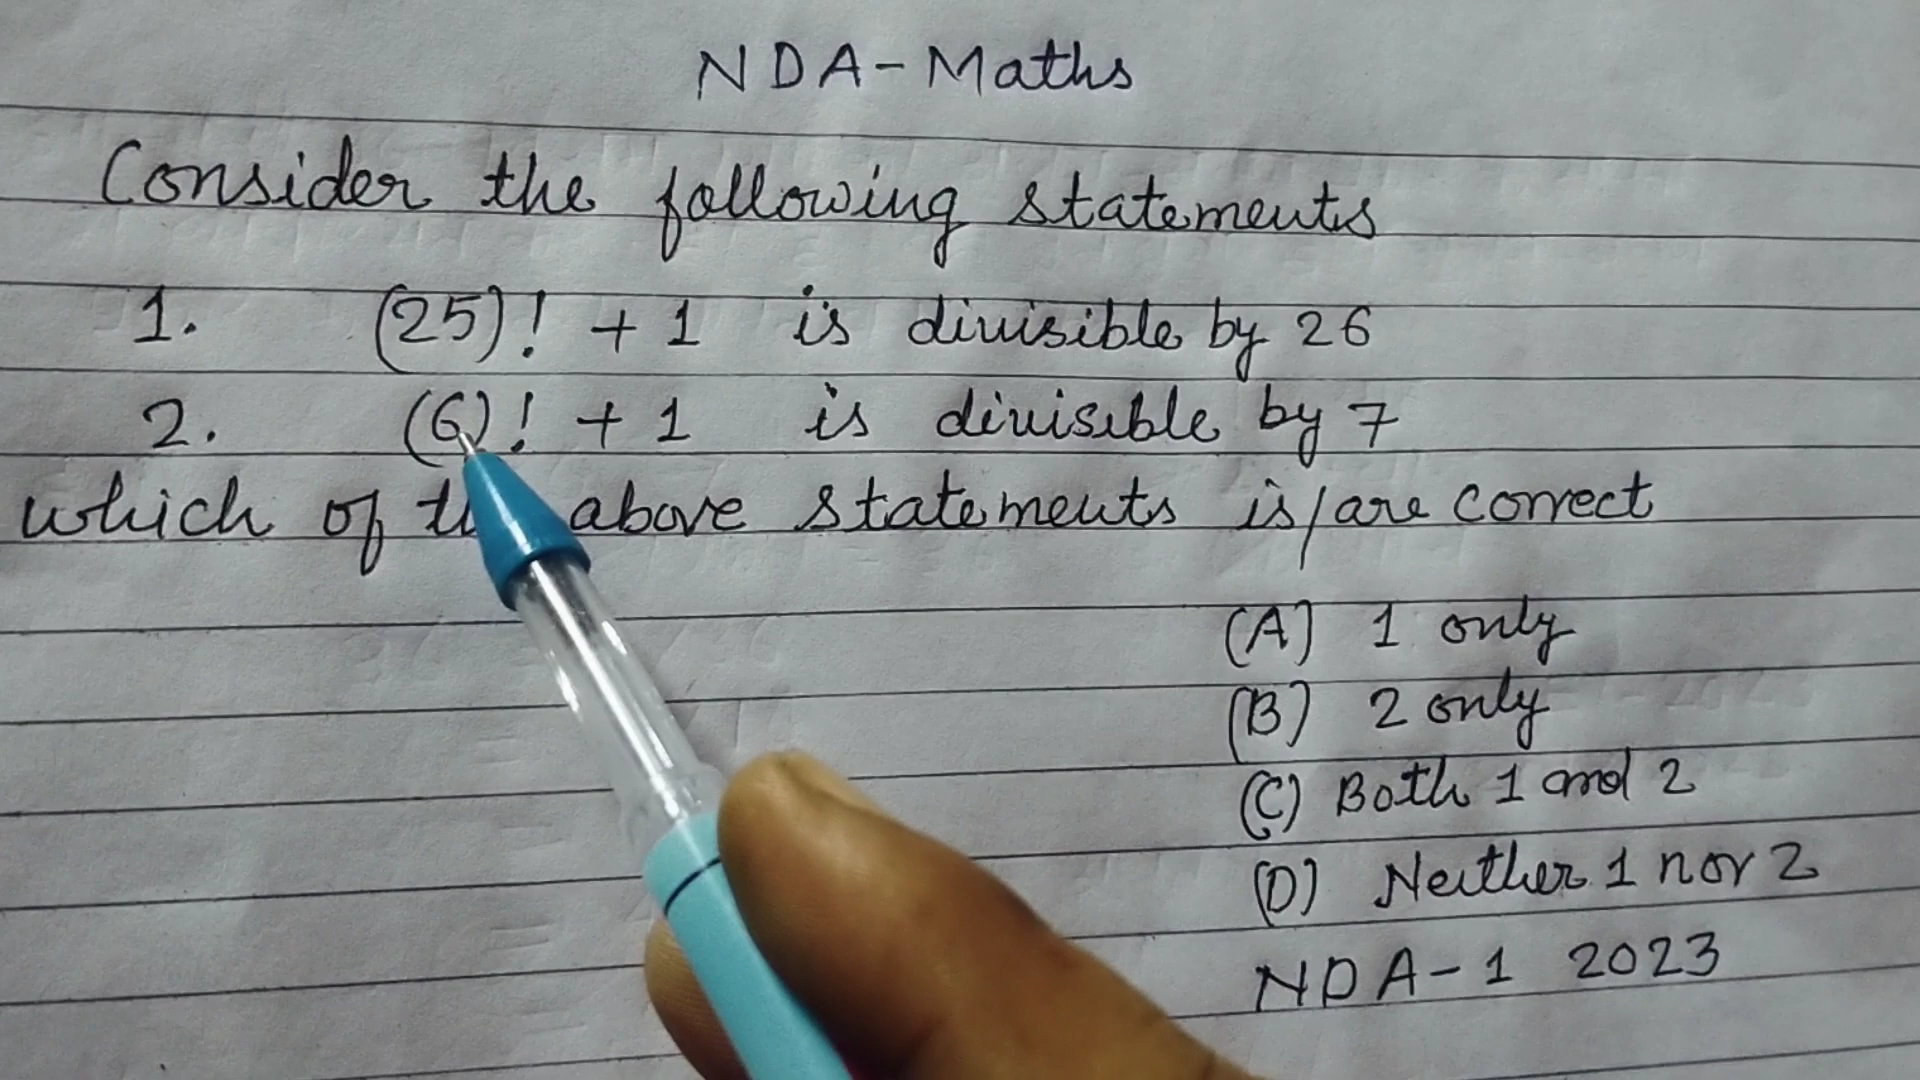 NDA-Maths
Consider the following statements
1. (25)! + 1 is divisible by 26
2. (6)! + 1 is divisible by 7
which of above statements is/are correct
(A) 1 only
(B) 2 only
(C) Both 1 and 2
(D) Neither 1 nor 2
NDA-1 2023